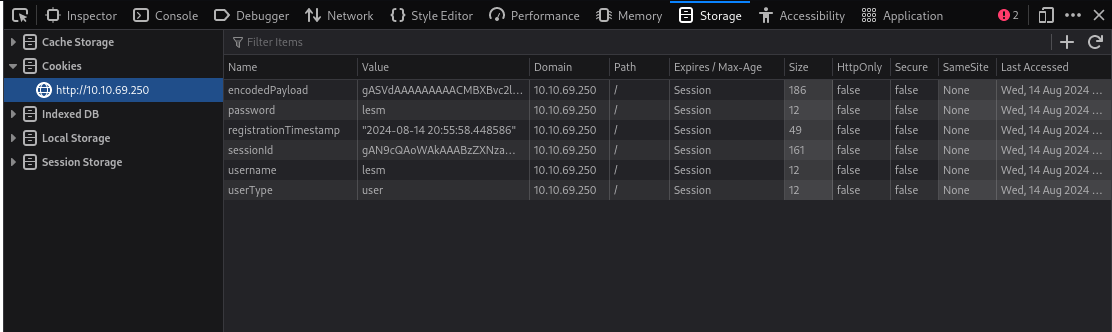 Inspector Console Debugger Network Style Editor Performance Memory Storage Accessibility Application 2
Cache Storage
Cookies
http://10.10.69.250
Indexed DB
Local Storage
Session Storage
Filter Items
Name Value Domain Path Expires / Max-Age Size HttpOnly Secure SameSite Last Accessed
encodedPayload gASVdAAAAAAAAACMBXBvc2l... 10.10.69.250 / Session 186 false false None Wed, 14 Aug 2024 ...
password lesm 10.10.69.250 / Session 12 false false None Wed, 14 Aug 2024 ...
registrationTimestamp "2024-08-14 20:55:58.448586" 10.10.69.250 / Session 49 false false None Wed, 14 Aug 2024 ...
sessionId gAN9cQAoWAkAAABzZXNza... 10.10.69.250 / Session 161 false false None Wed, 14 Aug 2024 ...
username lesm 10.10.69.250 / Session 12 false false None Wed, 14 Aug 2024 ...
userType user 10.10.69.250 / Session 12 false false None Wed, 14 Aug 2024 ...